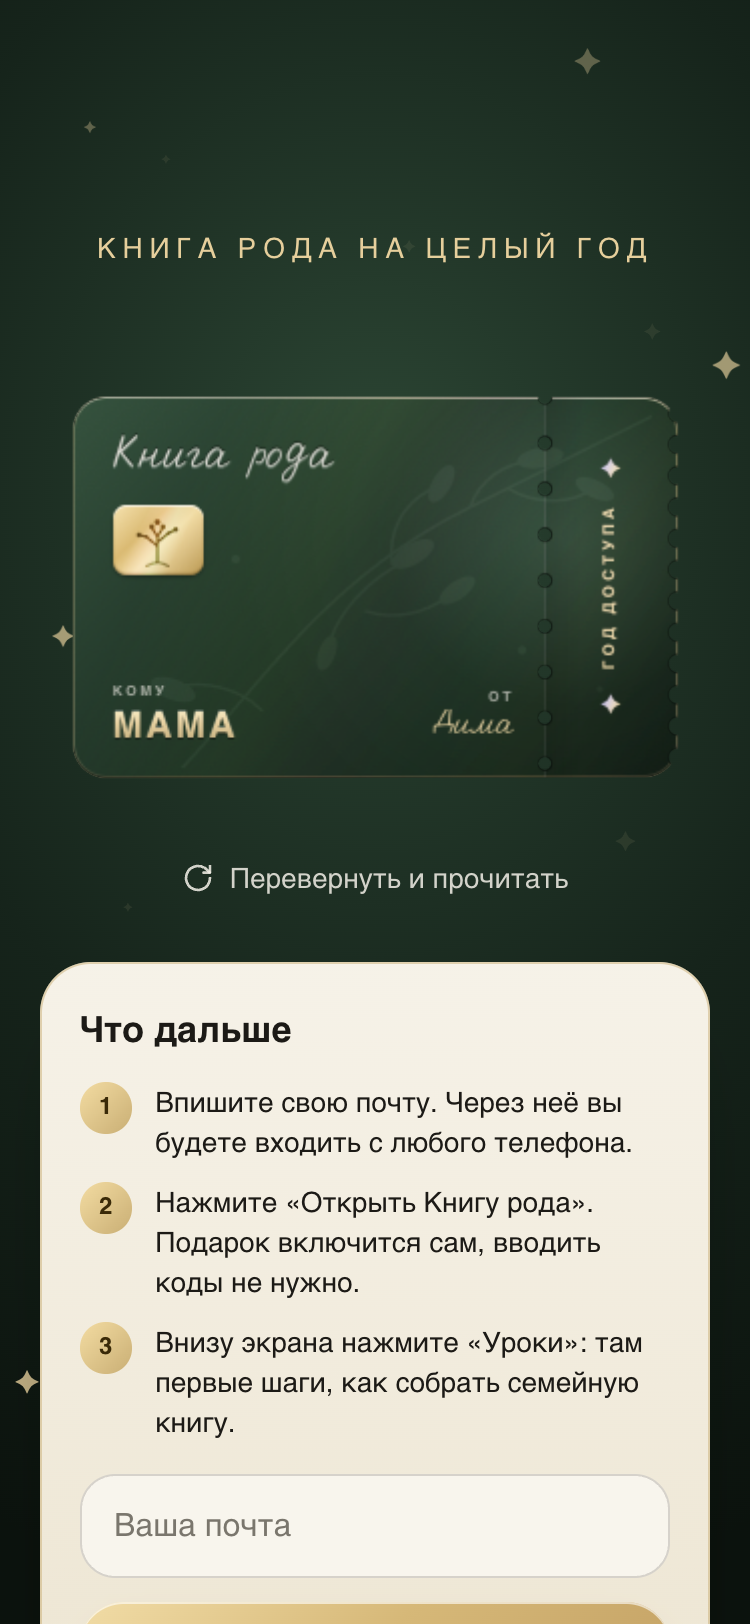 КНИГА РОДА НА ЦЕЛЫЙ ГОД
Книга рода
ГОД ДОСТУПА
КОМУ
МАМА
ОТ
Дима
Перевернуть и прочитать
Что дальше
1
Впишите свою почту. Через неё вы
будете входить с любого телефона.
2
Нажмите «Открыть Книгу рода».
Подарок включится сам, вводить
коды не нужно.
3
Внизу экрана нажмите «Уроки»: там
первые шаги, как собрать семейную
книгу.
Ваша почта